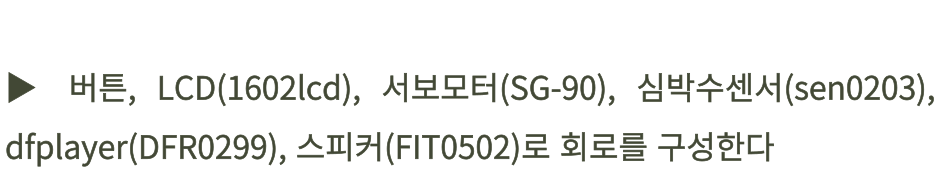 ▶ 버튼, LCD(1602lcd), 서보모터(SG-90), 심박수센서(sen0203),
dfplayer(DFR0299), 스피커(FIT0502)로 회로를 구성한다